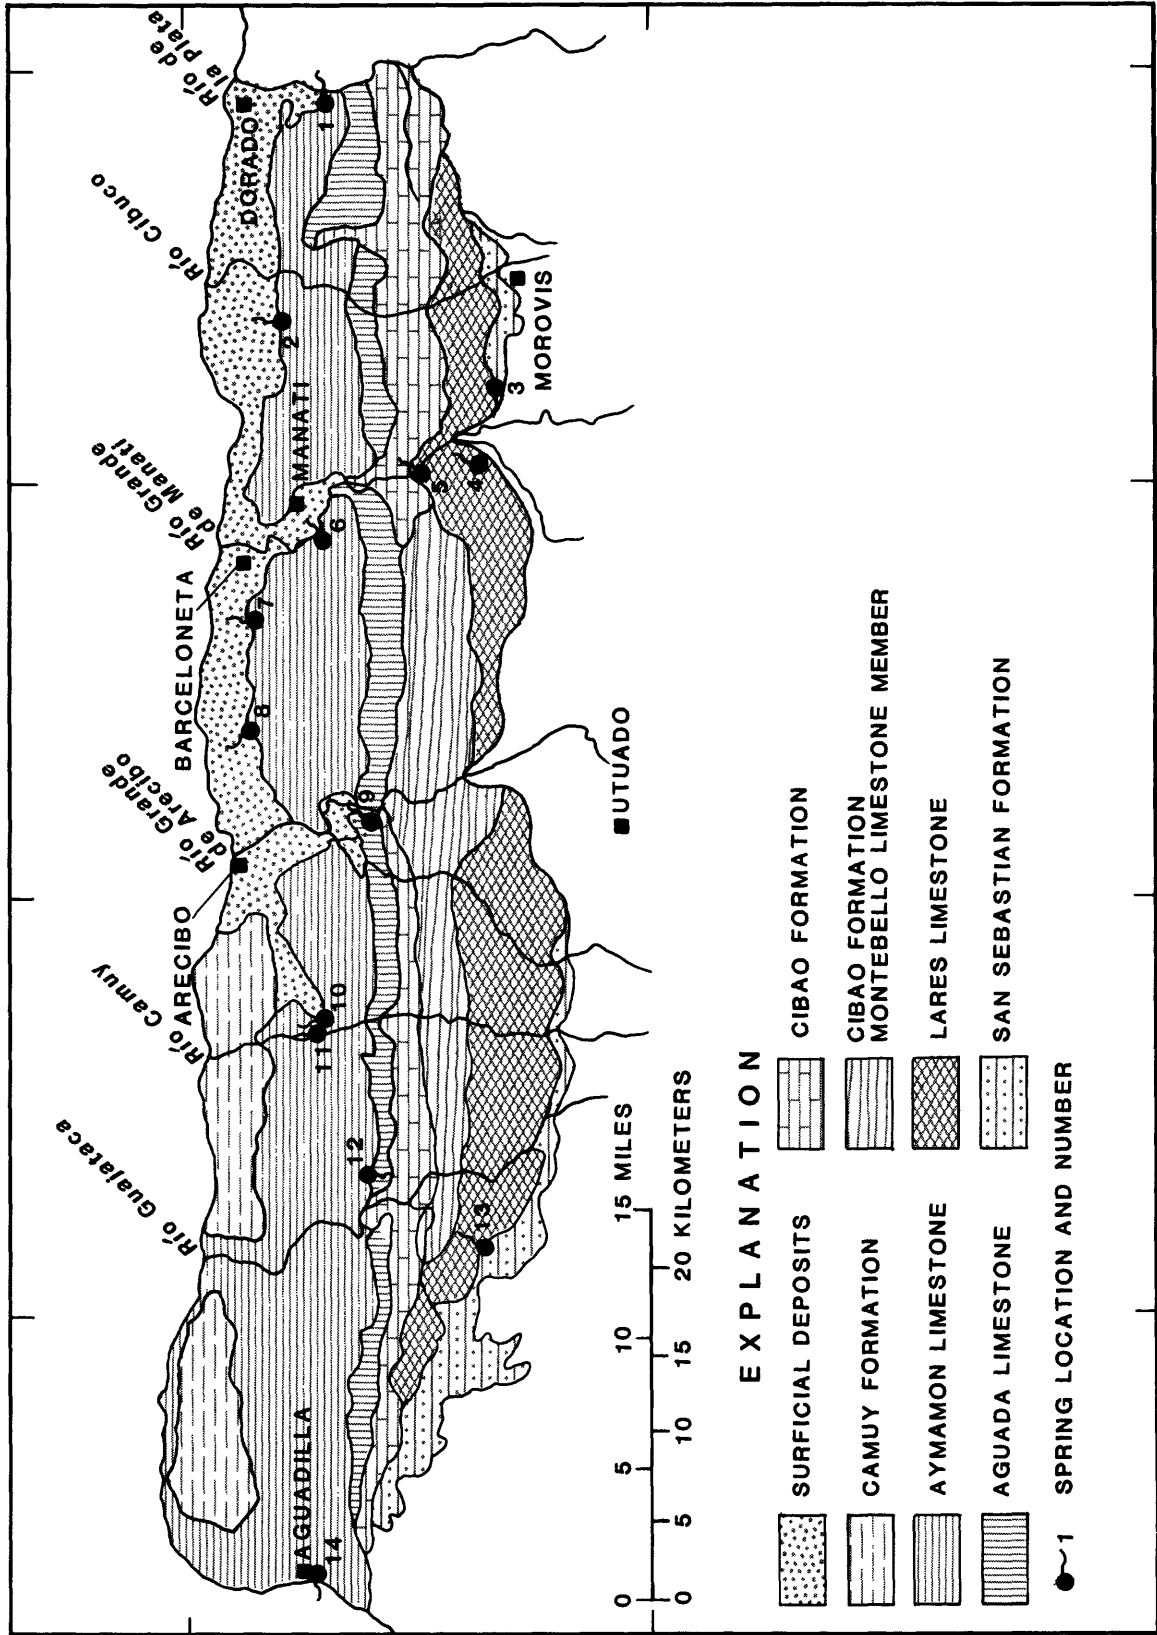 Río Guajataca
Río Camuy
Río Grande
de Arecibo
Río Grande
de Manatí
Río Cibuco
Río de
la Plata
ARECIBO
BARCELONETA
AGUADILLA
MANATI
DORADO
MOROVIS
UTUADO
14
13
12
11
10
9
8
7
6
5
4
3
2
1
0 5 10 15 MILES
0 5 10 15 20 KILOMETERS
EXPLANATION
SURFICIAL DEPOSITS
CAMUY FORMATION
AYMAMON LIMESTONE
AGUADA LIMESTONE
CIBAO FORMATION
CIBAO FORMATION
MONTEBELLO LIMESTONE MEMBER
LARES LIMESTONE
SAN SEBASTIAN FORMATION
1 SPRING LOCATION AND NUMBER